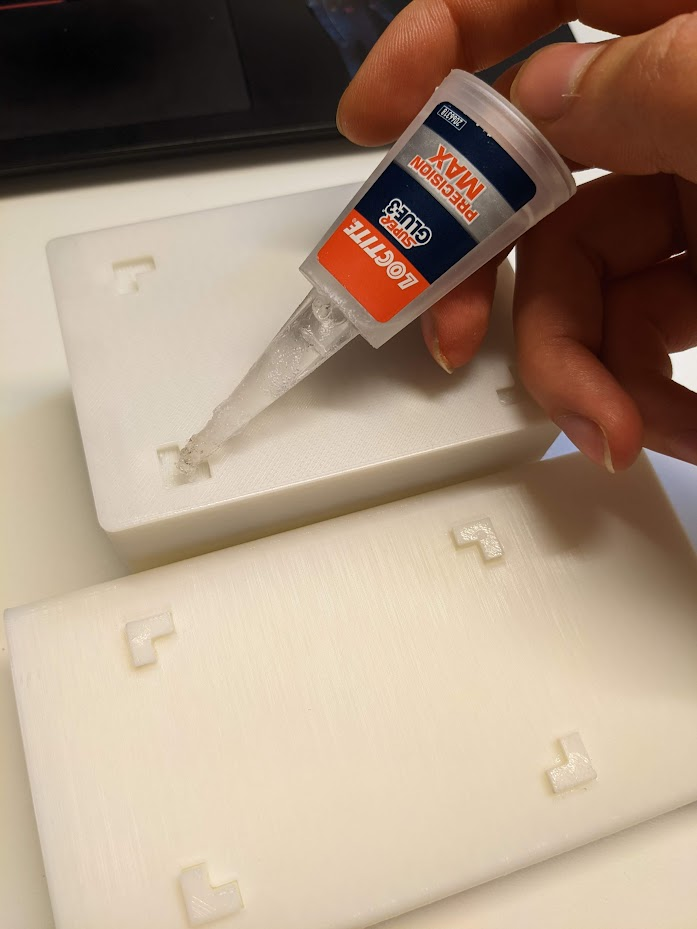 LOCTITE.
SUPER
GLUE-3
PRECISION
MAX